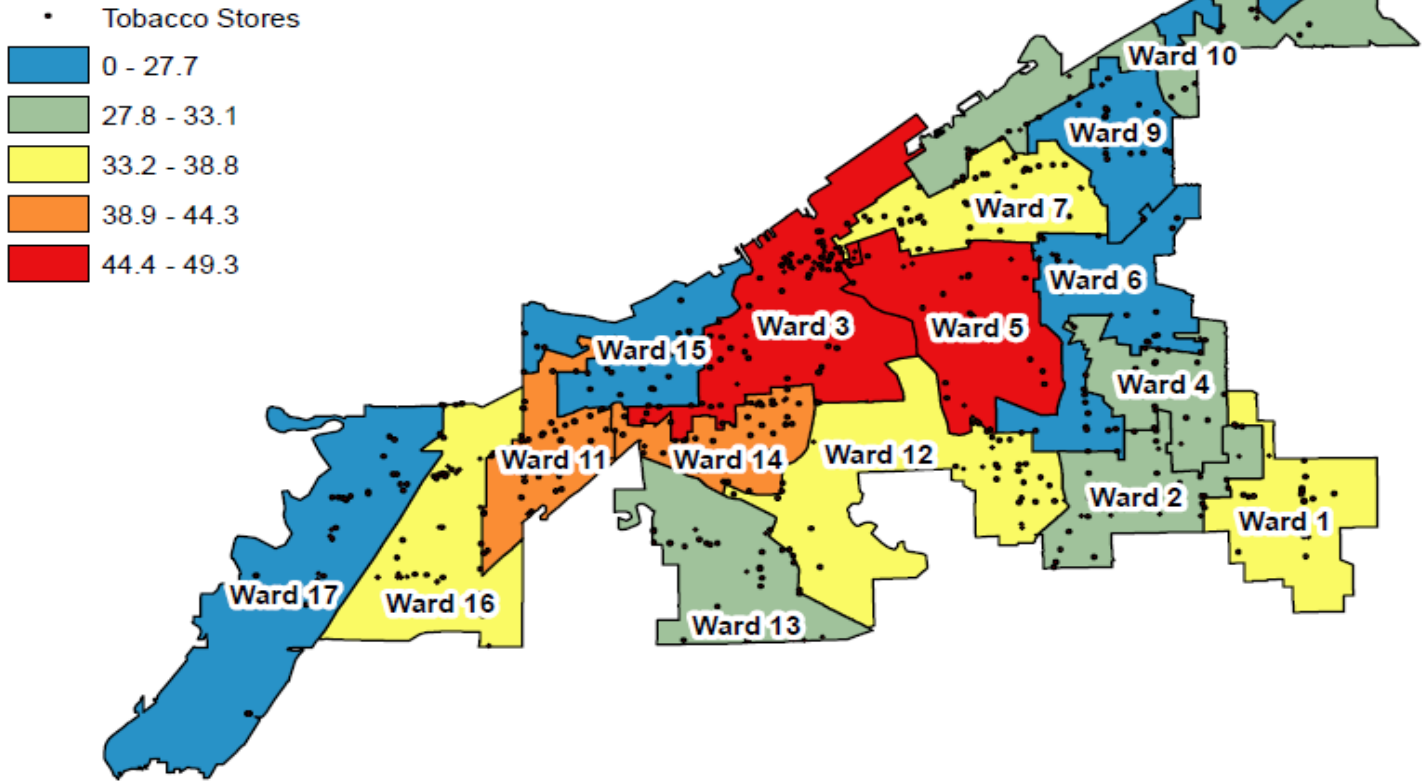 Tobacco Stores
0 - 27.7
27.8 - 33.1
33.2 - 38.8
38.9 - 44.3
44.4 - 49.3
Ward 10
Ward 9
Ward 7
Ward 6
Ward 3
Ward 5
Ward 15
Ward 4
Ward 11
Ward 14
Ward 12
Ward 2
Ward 1
Ward 17
Ward 16
Ward 13